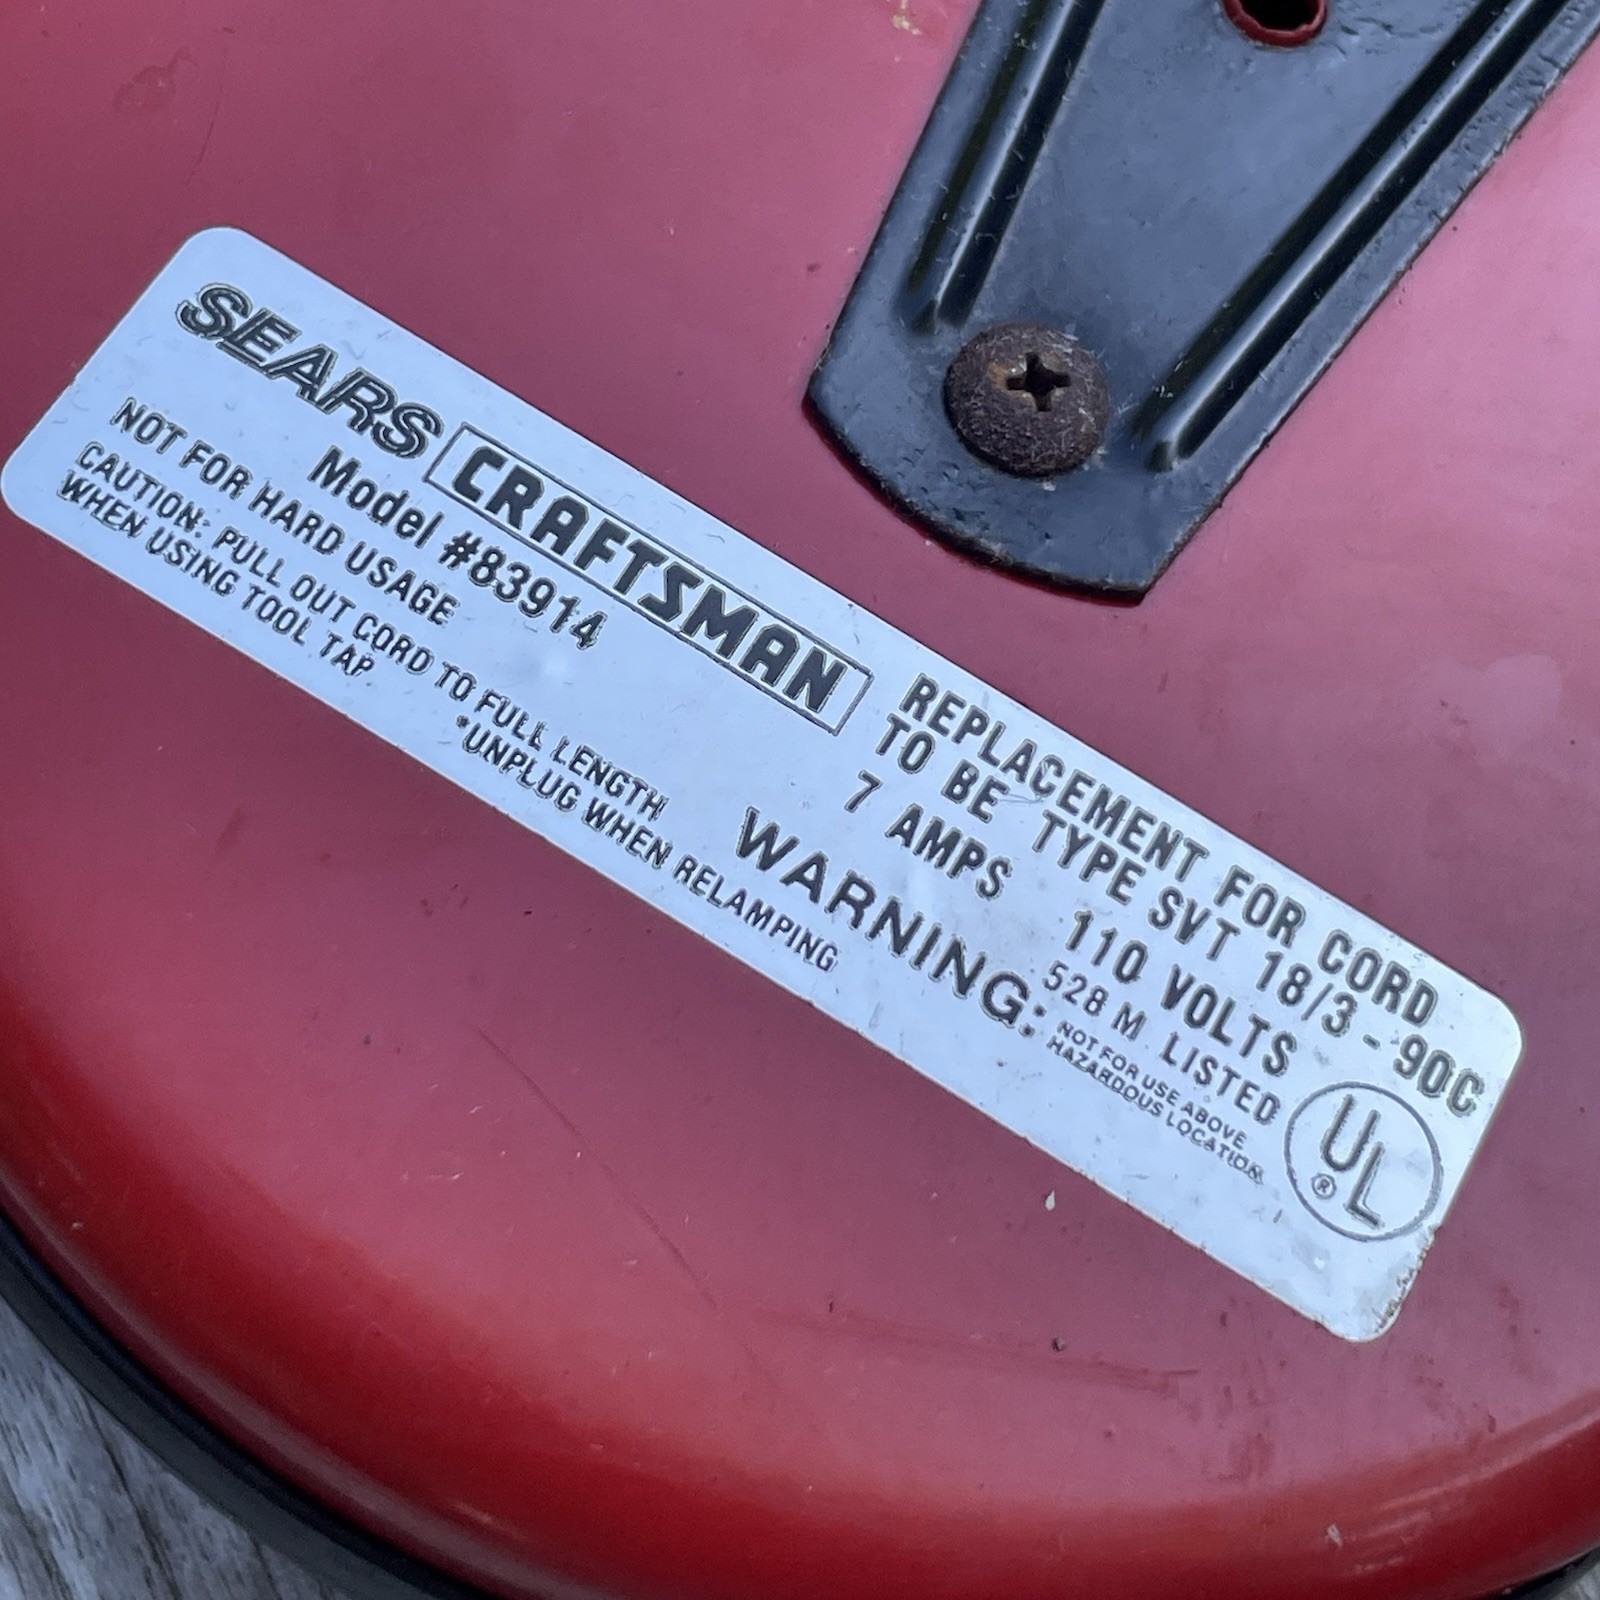 SEARS CRAFTSMAN
Model #83914
NOT FOR HARD USAGE
CAUTION: PULL OUT CORD TO FULL LENGTH
WHEN USING TOOL TAP
*UNPLUG WHEN RELAMPING
REPLACEMENT FOR CORD
TO BE TYPE SVT 18/3 - 90C
7 AMPS 110 VOLTS
528 M LISTED
UL
®
WARNING: NOT FOR USE ABOVE
HAZARDOUS LOCATION